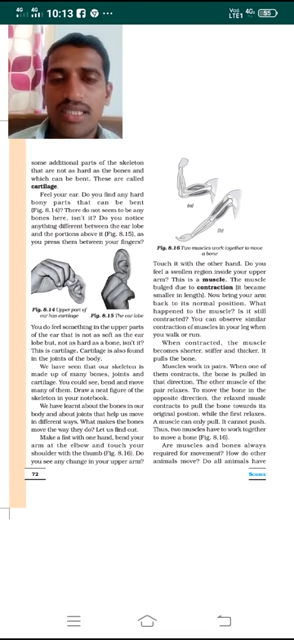 4G 4G 10:13 ...
Vo) LTE1 4G 55
some additional parts of the skeleton
that are not as hard as the bones and
which can be bent. These are called
cartilage.
Feel your ear. Do you find any hard
bony parts that can be bent
(Fig. 8.14)? There do not seem to be any
bones here, isn't it? Do you notice
anything different between the ear lobe
and the portions above it (Fig. 8.15), as
you press them between your fingers?
Fig. 8.14 Upper part of
ear has cartilage
Fig. 8.15 The ear lobe
You do feel something in the upper parts
of the ear that is not as soft as the ear
lobe but, not as hard as a bone, isn't it?
This is cartilage. Cartilage is also found
in the joints of the body.
We have seen that our skeleton is
made up of many bones, joints and
cartilage. You could see, bend and move
many of them. Draw a neat figure of the
skeleton in your notebook.
We have learnt about the bones in our
body and about joints that help us move
in different ways. What makes the bones
move the way they do? Let us find out.
Make a fist with one hand, bend your
arm at the elbow and touch your
shoulder with the thumb (Fig. 8.16). Do
you see any change in your upper arm?
72
(a)
(b)
Fig. 8.16 Two muscles work together to move
a bone
Touch it with the other hand. Do you
feel a swollen region inside your upper
arm? This is a muscle. The muscle
bulged due to contraction (it became
smaller in length). Now bring your arm
back to its normal position. What
happened to the muscle? Is it still
contracted? You can observe similar
contraction of muscles in your leg when
you walk or run.
When contracted, the muscle
becomes shorter, stiffer and thicker. It
pulls the bone.
Muscles work in pairs. When one of
them contracts, the bone is pulled in
that direction. The other muscle of the
pair relaxes. To move the bone in the
opposite direction, the relaxed muscle
contracts to pull the bone towards its
original position, while the first relaxes.
A muscle can only pull. It cannot push.
Thus, two muscles have to work together
to move a bone (Fig. 8.16).
Are muscles and bones always
required for movement? How do other
animals move? Do all animals have
SCIENCE